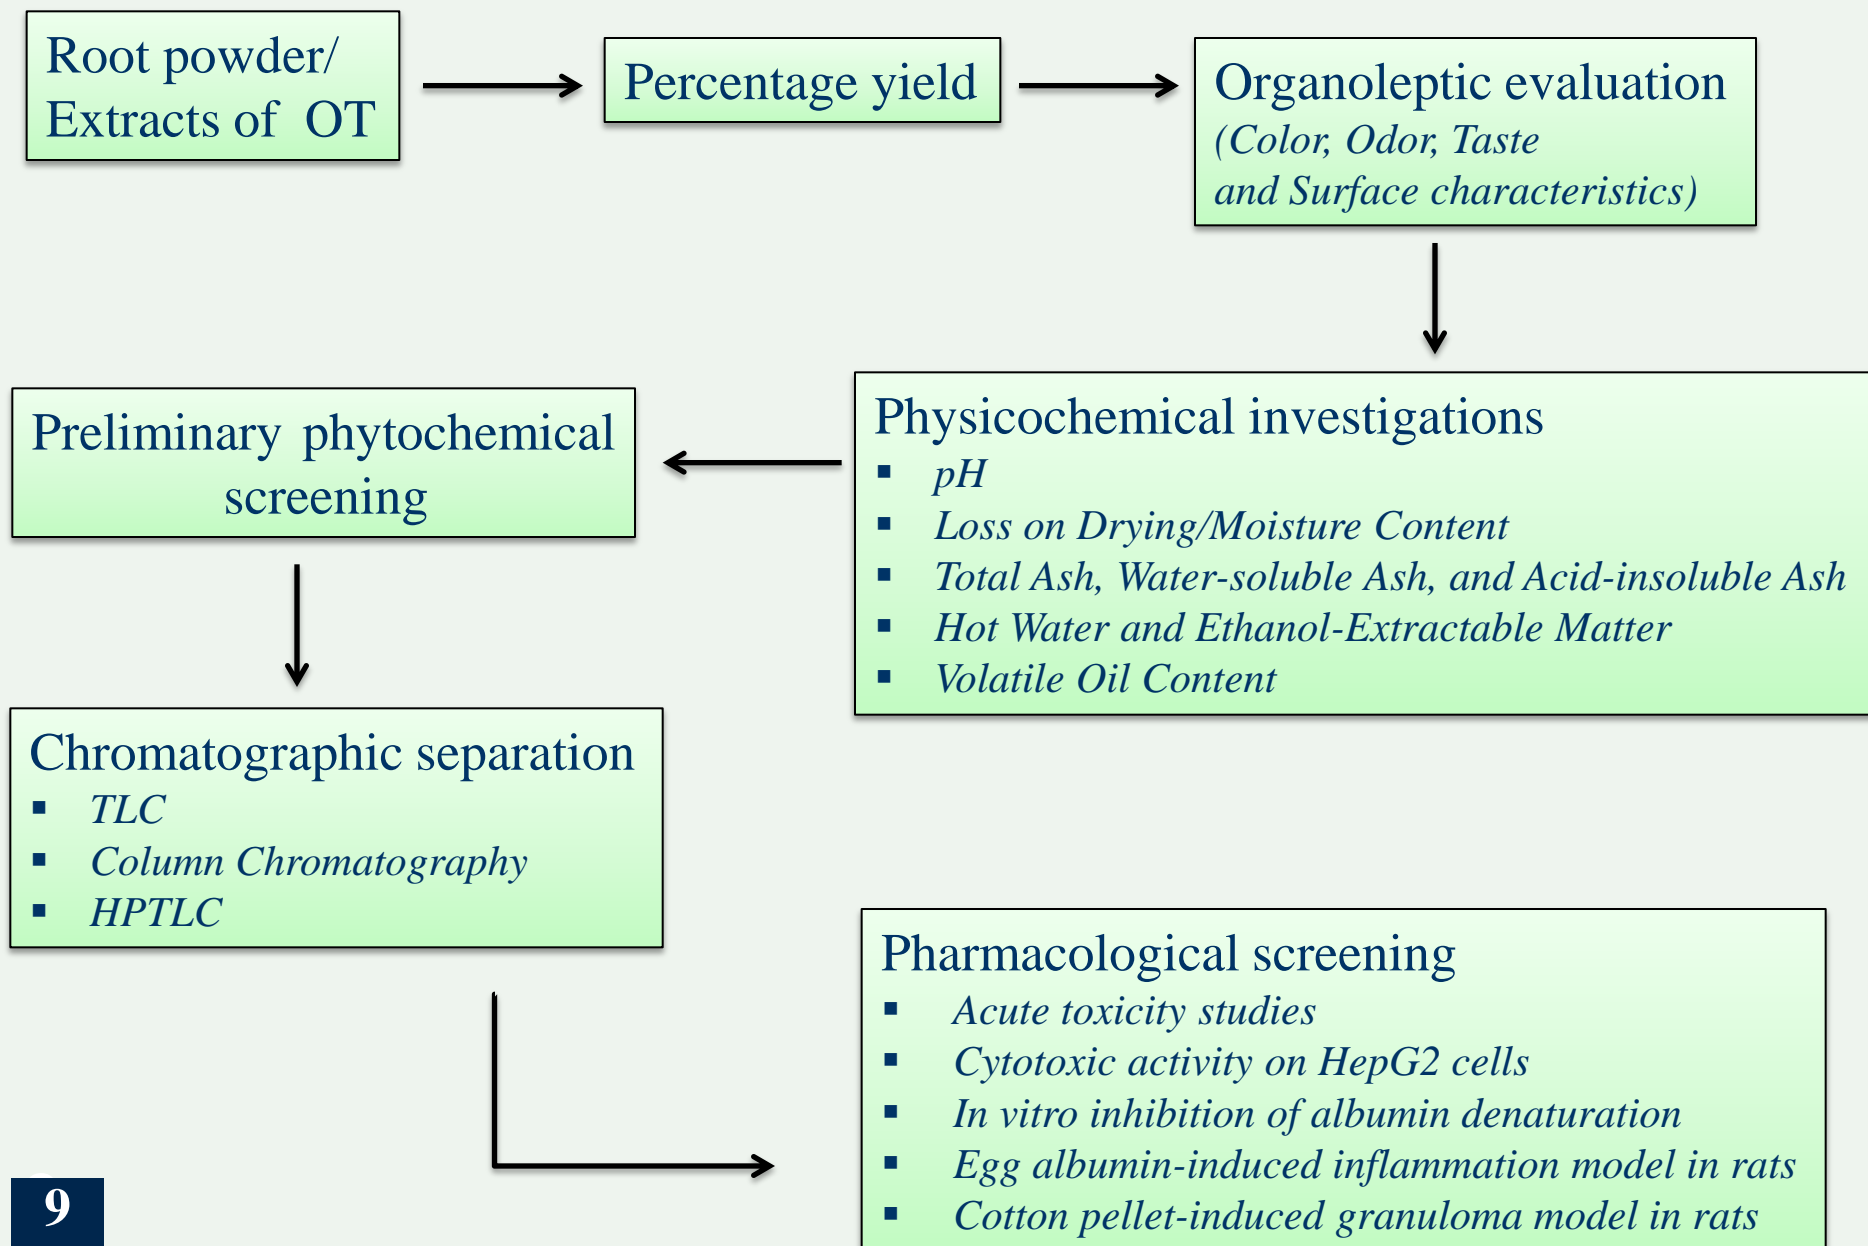 Root powder/
Extracts of OT
Percentage yield
Organoleptic evaluation
(Color, Odor, Taste
and Surface characteristics)
Physicochemical investigations
▪ pH
▪ Loss on Drying/Moisture Content
▪ Total Ash, Water-soluble Ash, and Acid-insoluble Ash
▪ Hot Water and Ethanol-Extractable Matter
▪ Volatile Oil Content
Preliminary phytochemical
screening
Chromatographic separation
▪ TLC
▪ Column Chromatography
▪ HPTLC
Pharmacological screening
▪ Acute toxicity studies
▪ Cytotoxic activity on HepG2 cells
▪ In vitro inhibition of albumin denaturation
▪ Egg albumin-induced inflammation model in rats
▪ Cotton pellet-induced granuloma model in rats
9